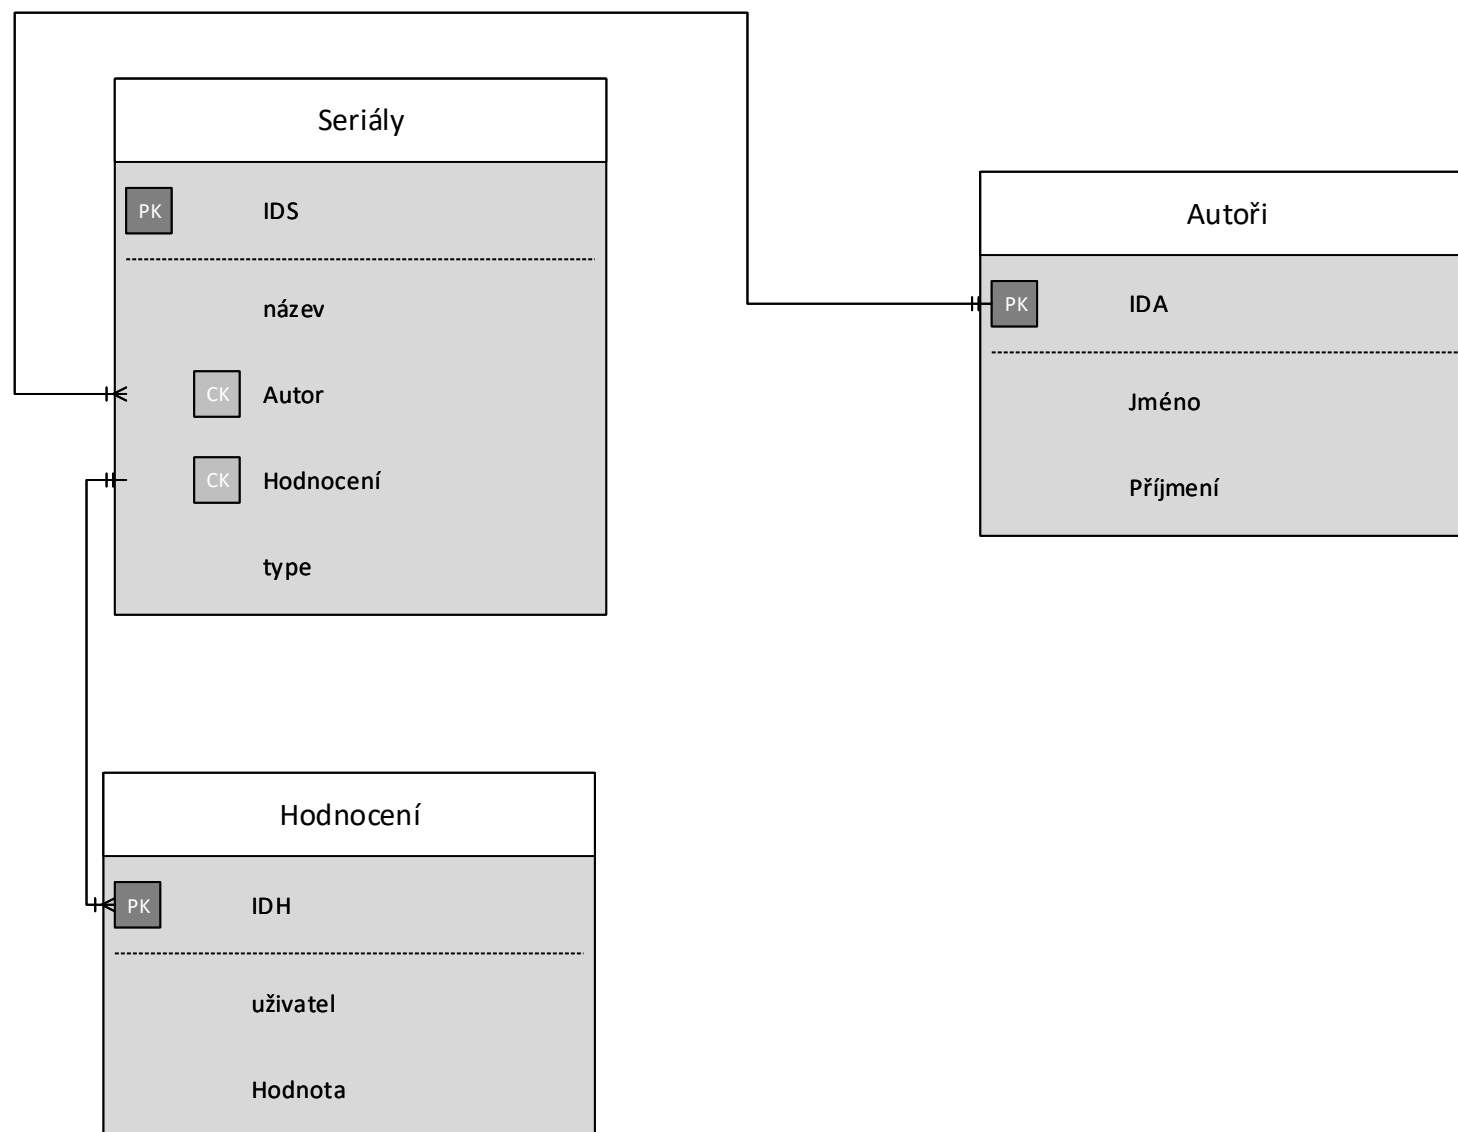 Seriály
PK IDS
název
CK Autor
CK Hodnocení
type
Autoři
PK IDA
Jméno
Příjmení
Hodnocení
PK IDH
uživatel
Hodnota